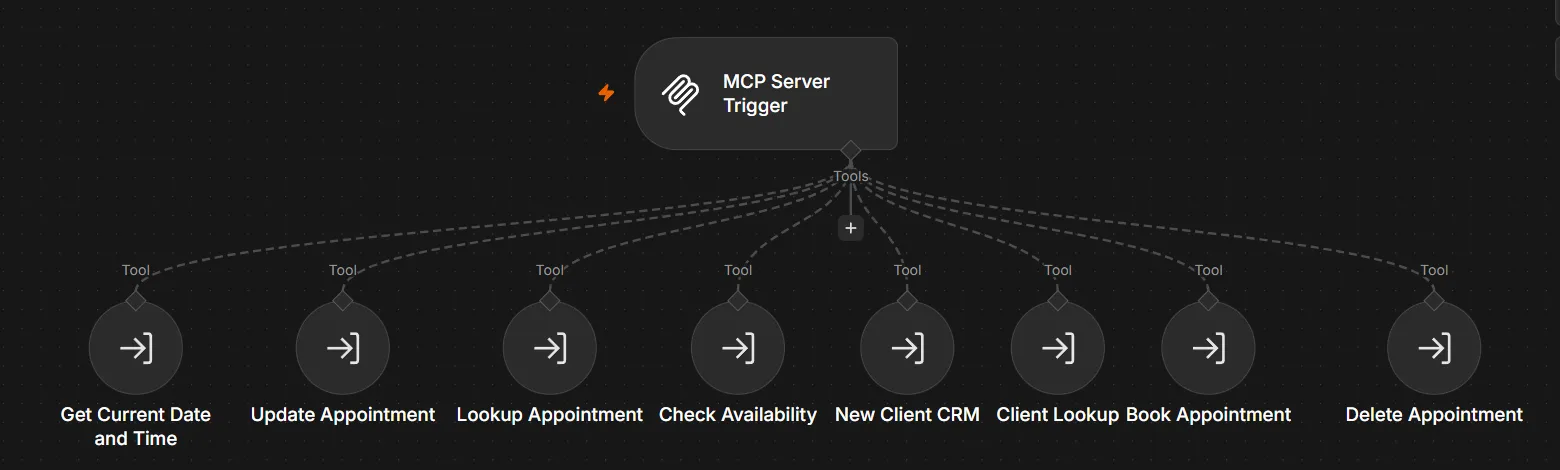 MCP Server
Trigger
Tools
+
Tool Tool Tool Tool Tool Tool Tool Tool
Get Current Date Update Appointment Lookup Appointment Check Availability New Client CRM Client Lookup Book Appointment Delete Appointment
and Time